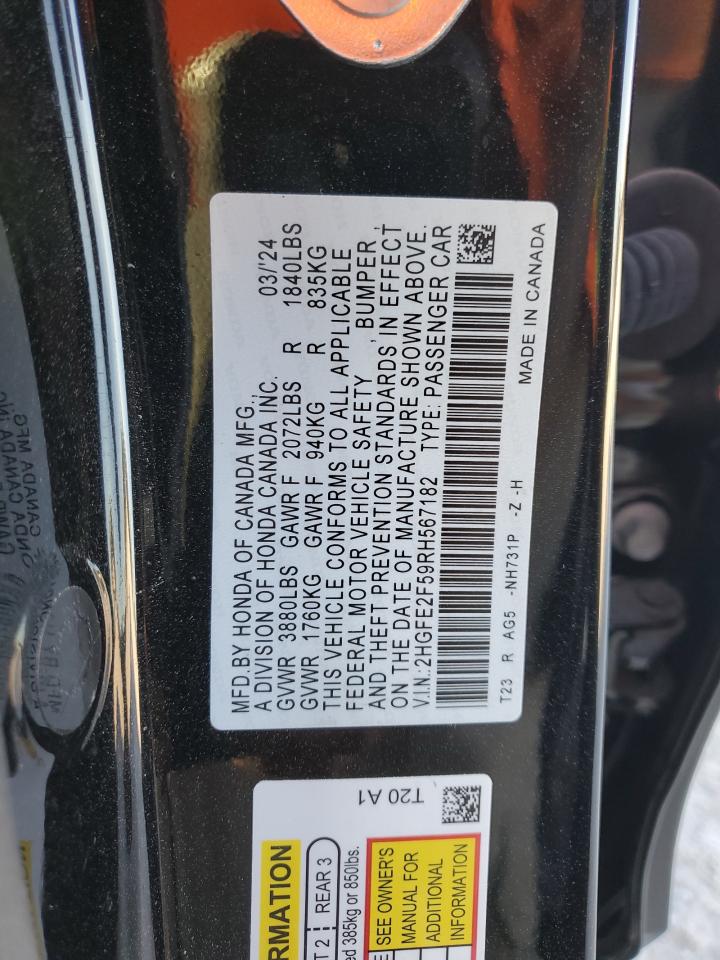 MFD.BY HONDA OF CANADA MFG.,
A DIVISION OF HONDA CANADA INC. 03/'24
GVWR 3880LBS GAWR F 2072LBS R 1840LBS
GVWR 1760KG GAWR F 940KG R 835KG
THIS VEHICLE CONFORMS TO ALL APPLICABLE
FEDERAL MOTOR VEHICLE SAFETY , BUMPER ,
AND THEFT PREVENTION STANDARDS IN EFFECT
ON THE DATE OF MANUFACTURE SHOWN ABOVE.
V.I.N.:2HGFE2F59RH567182 TYPE: PASSENGER CAR
T23 R AG5 -NH731P -Z -H
MADE IN CANADA
T20 A1
RMATION
T 2 REAR 3
385kg or 850lbs.
SEE OWNER'S
MANUAL FOR
ADDITIONAL
INFORMATION